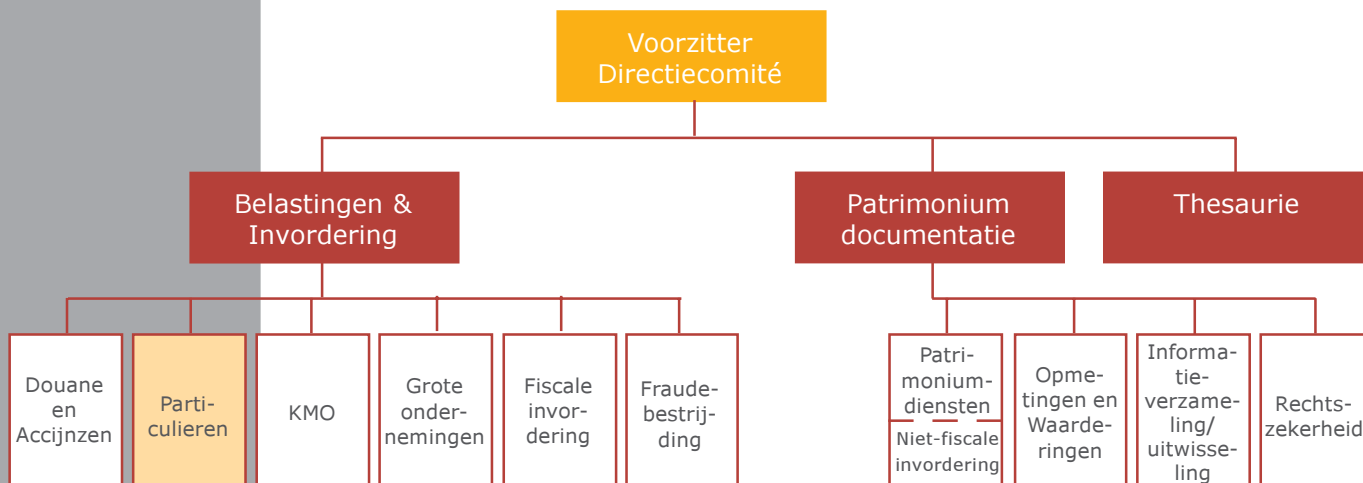 Voorzitter
Directiecomité
Belastingen &
Invordering
Patrimonium
documentatie
Thesaurie
Douane
en
Accijnzen
Parti-
culieren
KMO
Grote
onder-
nemingen
Fiscale
invor-
dering
Fraude-
bestrij-
ding
Patri-
monium-
diensten
Niet-fiscale
invordering
Opme-
tingen en
Waarde-
ringen
Informa-
tie-
verzame-
ling/
uitwisse-
ling
Rechts-
zekerheid